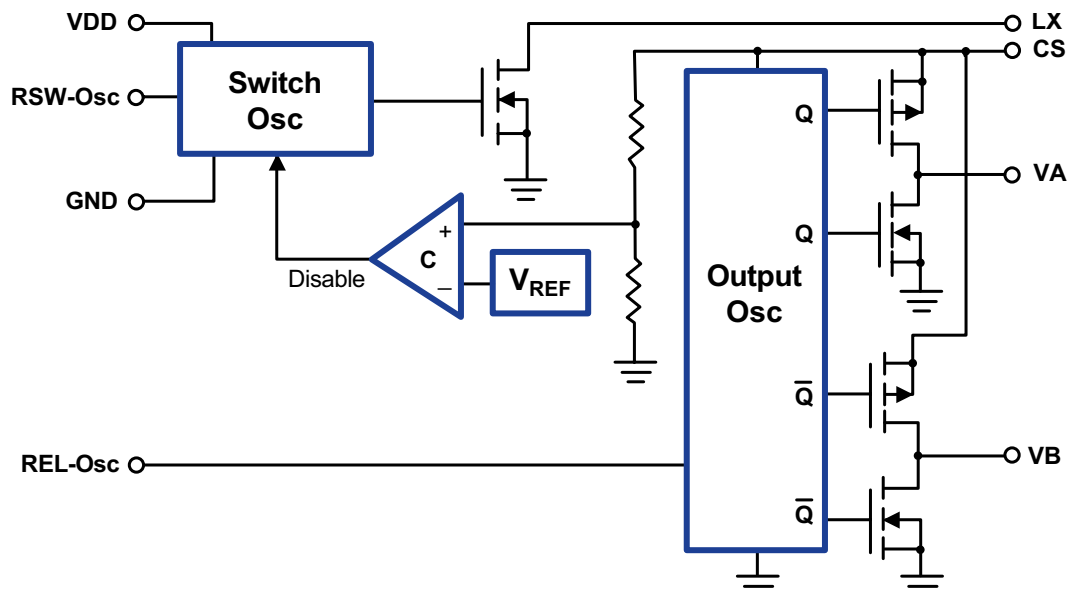 VDD
LX
CS
Switch
Osc
RSW-Osc
Q
GND
VA
+
C
–
Disable
VREF
Q
Output
Osc
Q̅
REL-Osc
VB
Q̅